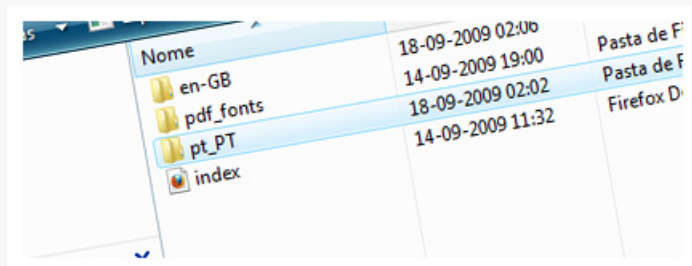 as
Nome
en-GB 18-09-2009 02:06 Pasta de F
pdf_fonts 14-09-2009 19:00 Pasta de F
pt_PT 18-09-2009 02:02 Firefox D
index 14-09-2009 11:32